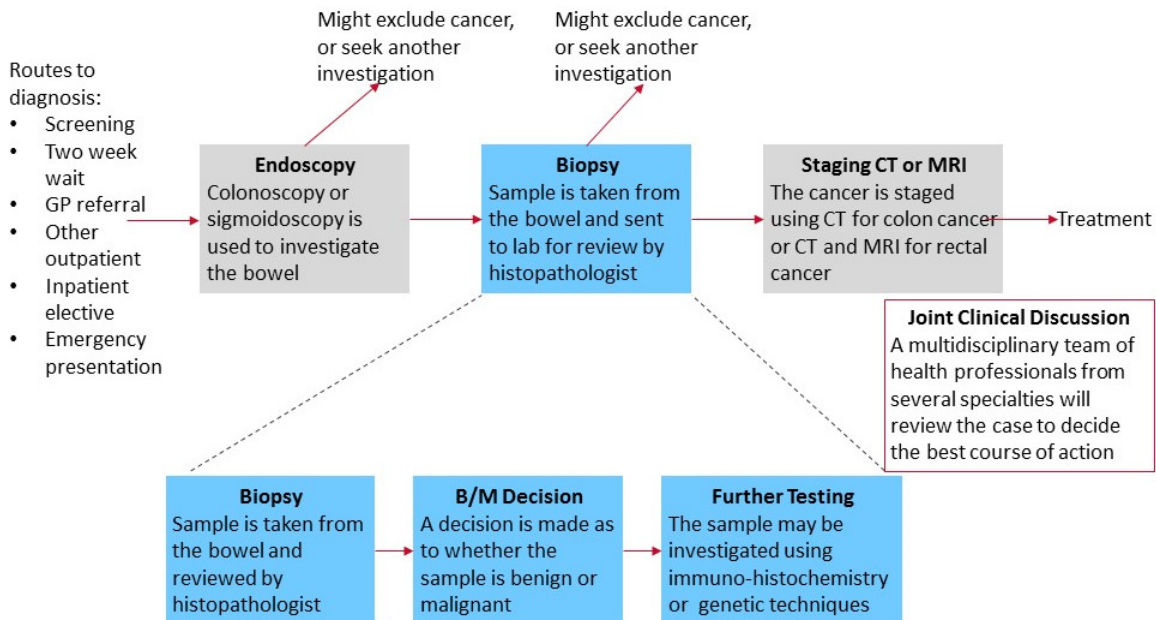 Might exclude cancer,
or seek another
investigation
Might exclude cancer,
or seek another
investigation
Routes to
diagnosis:
• Screening
• Two week
wait
• GP referral
• Other
outpatient
• Inpatient
elective
• Emergency
presentation
Endoscopy
Colonoscopy or
sigmoidoscopy is
used to investigate
the bowel
Biopsy
Sample is taken from
the bowel and sent
to lab for review by
histopathologist
Staging CT or MRI
The cancer is staged
using CT for colon cancer
or CT and MRI for rectal
cancer
Treatment
Joint Clinical Discussion
A multidisciplinary team of
health professionals from
several specialties will
review the case to decide
the best course of action
Biopsy
Sample is taken from
the bowel and
reviewed by
histopathologist
B/M Decision
A decision is made as
to whether the
sample is benign or
malignant
Further Testing
The sample may be
investigated using
immuno-histochemistry
or genetic techniques